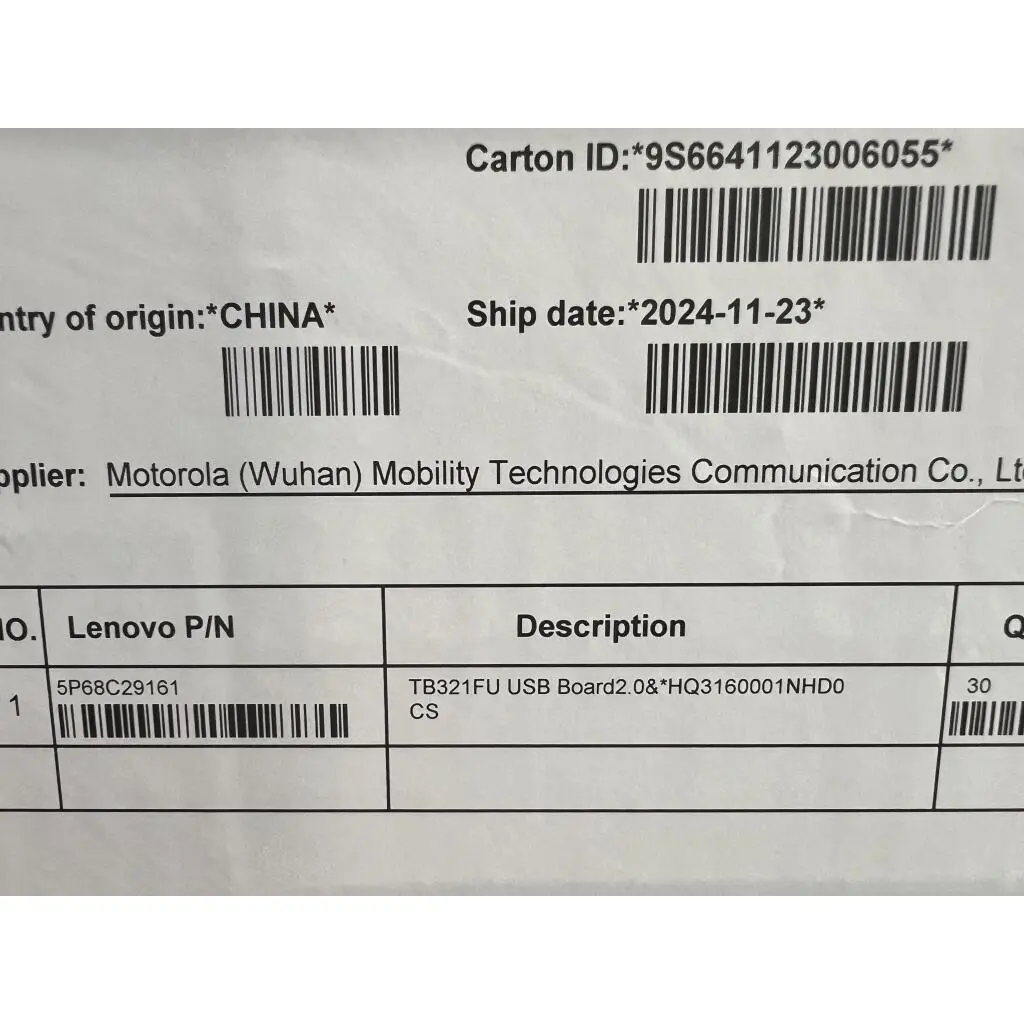 Carton ID:*9S6641123006055*
ntry of origin:*CHINA* Ship date:*2024-11-23*
pplier: Motorola (Wuhan) Mobility Technologies Communication Co., Lt
O. Lenovo P/N Description Q
1 5P68C29161 TB321FU USB Board2.0&*HQ3160001NHD0 30
CS